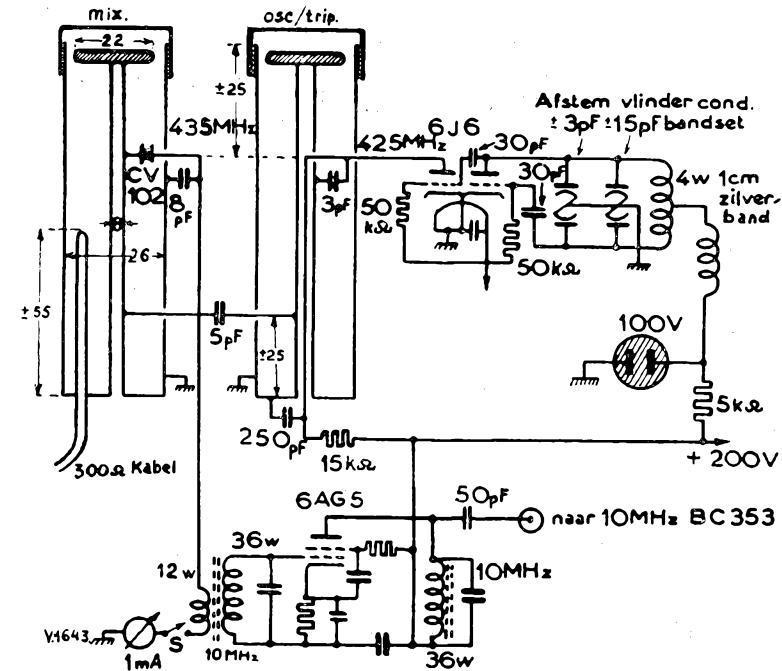 mix.
osc/trip.
22
±25
435MHz
425MHz
6J6
30pF
Afstem vlinder cond.
± 3pF ±15pF bandset
30pF
CV
102
8
pF
3pF
50
kΩ
50kΩ
4w 1cm
zilver-
band
8
26
±55
5pF
±25
100V
5kΩ
250pF
15kΩ
+ 200V
300Ω Kabel
6AG5
50pF
naar 10MHz BC353
36w
12w
10MHz
V.1643
S
1mA
10MHz
36w